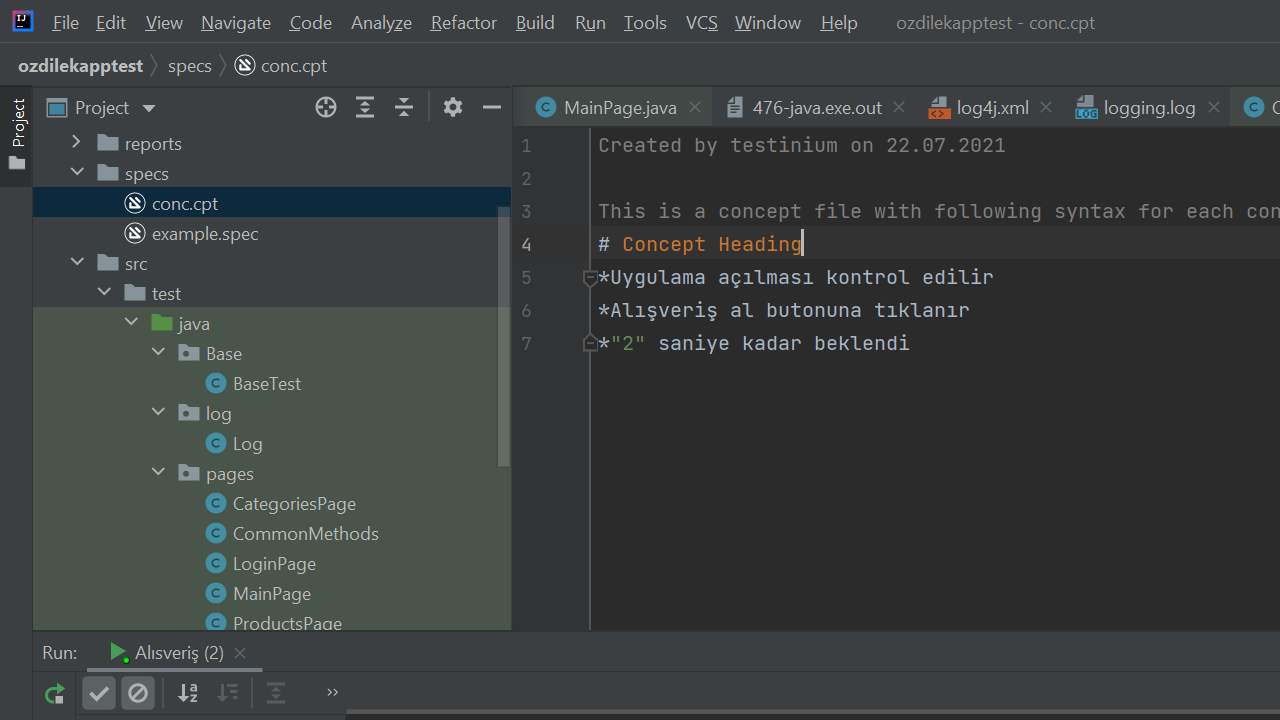 File Edit View Navigate Code Analyze Refactor Build Run Tools VCS Window Help ozdilekapptest - conc.cpt
ozdilekapptest specs conc.cpt
Project
Project
reports
specs
conc.cpt
example.spec
src
test
java
Base
BaseTest
log
Log
pages
CategoriesPage
CommonMethods
LoginPage
MainPage
ProductsPage
MainPage.java 476-java.exe.out log4j.xml logging.log
1 Created by testinium on 22.07.2021
2
3 This is a concept file with following syntax for each con
4 # Concept Heading
5 *Uygulama açılması kontrol edilir
6 *Alışveriş al butonuna tıklanır
7 *"2" saniye kadar beklendi
Run: Alısveriş (2)